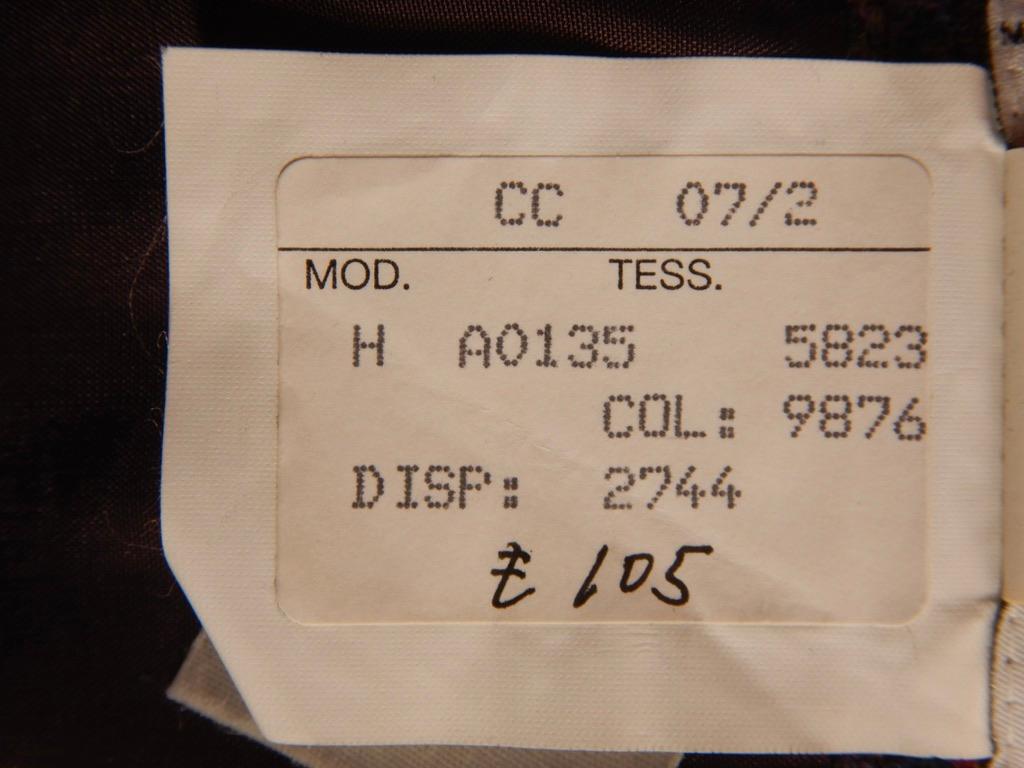 CC 07/2
MOD. TESS.
H A0135 5823
COL: 9876
DISP: 2744
105